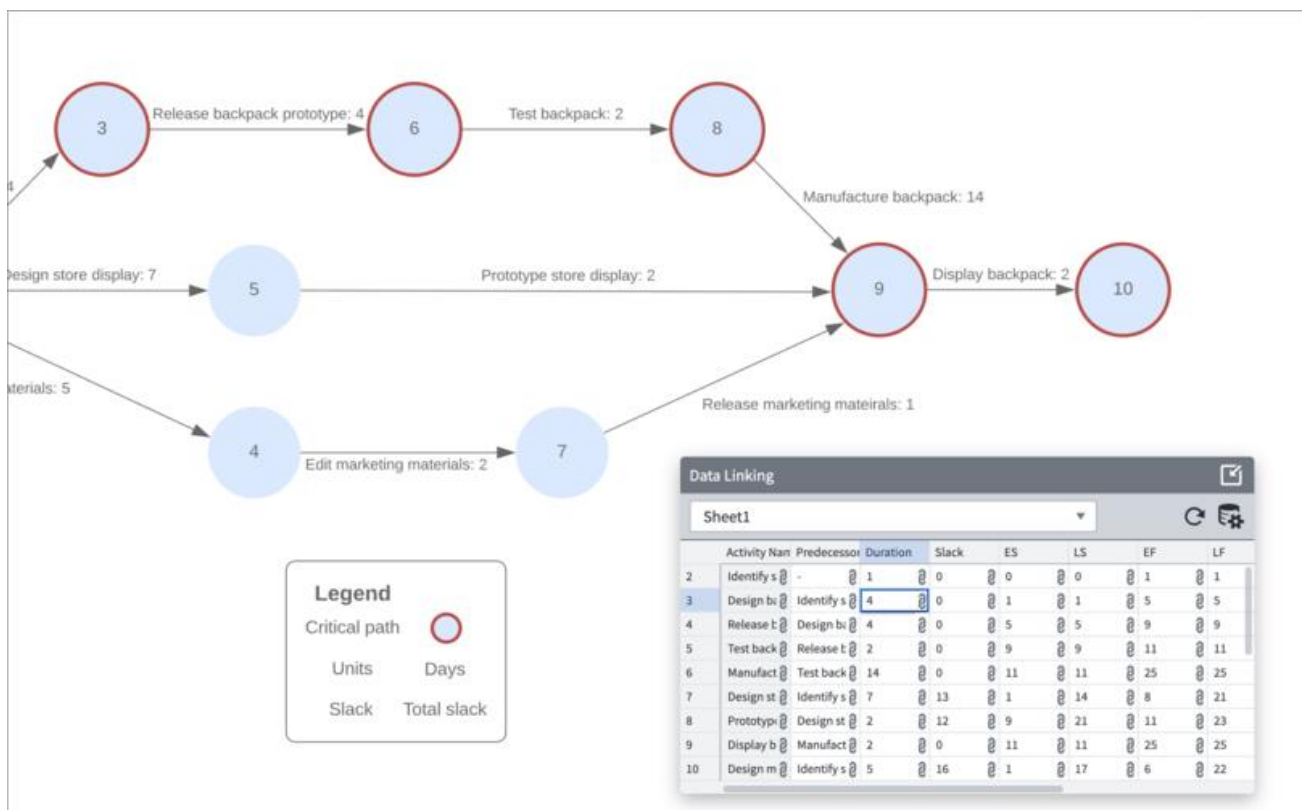 3
Release backpack prototype: 4
6
Test backpack: 2
8
4
Manufacture backpack: 14
Design store display: 7
5
Prototype store display: 2
9
Display backpack: 2
10
aterials: 5
Release marketing mateirals: 1
4
Edit marketing materials: 2
7
Legend
Critical path
Units Days
Slack Total slack
Data Linking
Sheet1
Activity Nan Predecessor Duration Slack ES LS EF LF
2 Identify s - 1 0 0 0 1 1
3 Design ba Identify s 4 0 1 1 5 5
4 Release b Design ba 4 0 5 5 9 9
5 Test back Release b 2 0 9 9 11 11
6 Manufact Test back 14 0 11 11 25 25
7 Design st Identify s 7 13 1 14 8 21
8 Prototype Design st 2 12 9 21 11 23
9 Display b Manufact 2 0 11 11 25 25
10 Design m Identify s 5 16 1 17 6 22